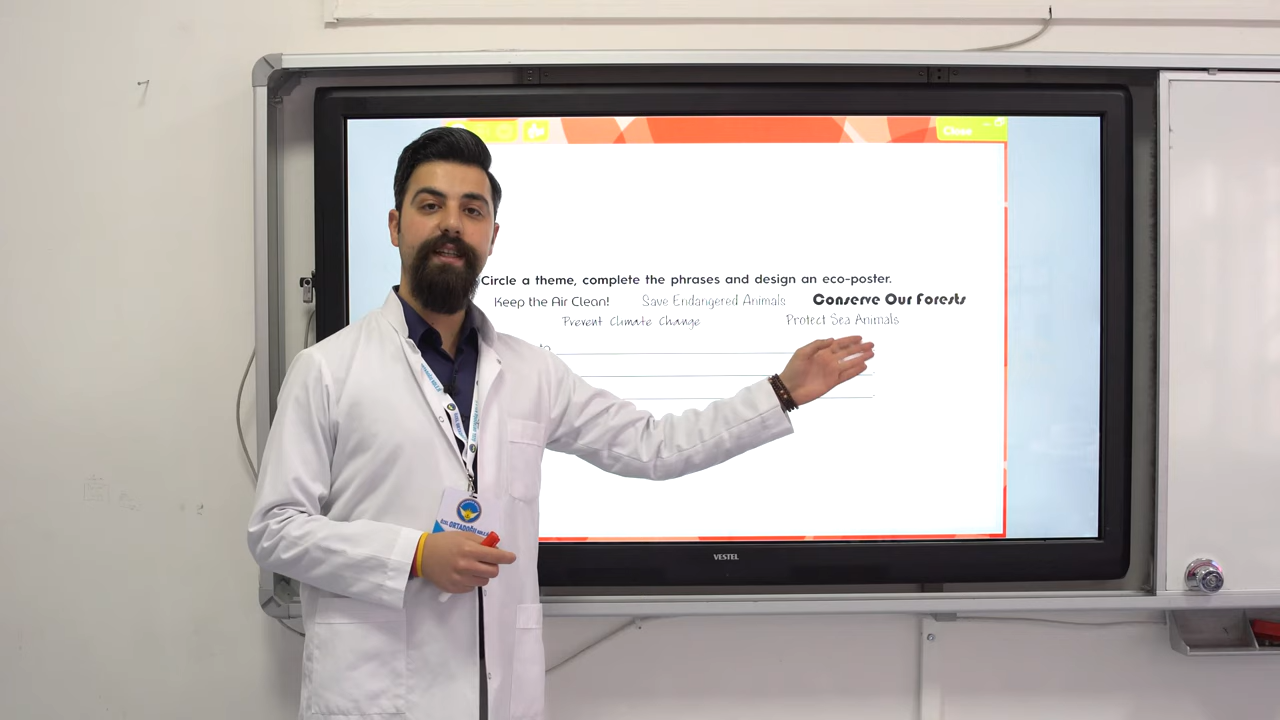 Close
Circle a theme, complete the phrases and design an eco-poster.
Keep the Air Clean! Save Endangered Animals Conserve Our Forests
Prevent Climate Change Protect Sea Animals
to
VESTEL